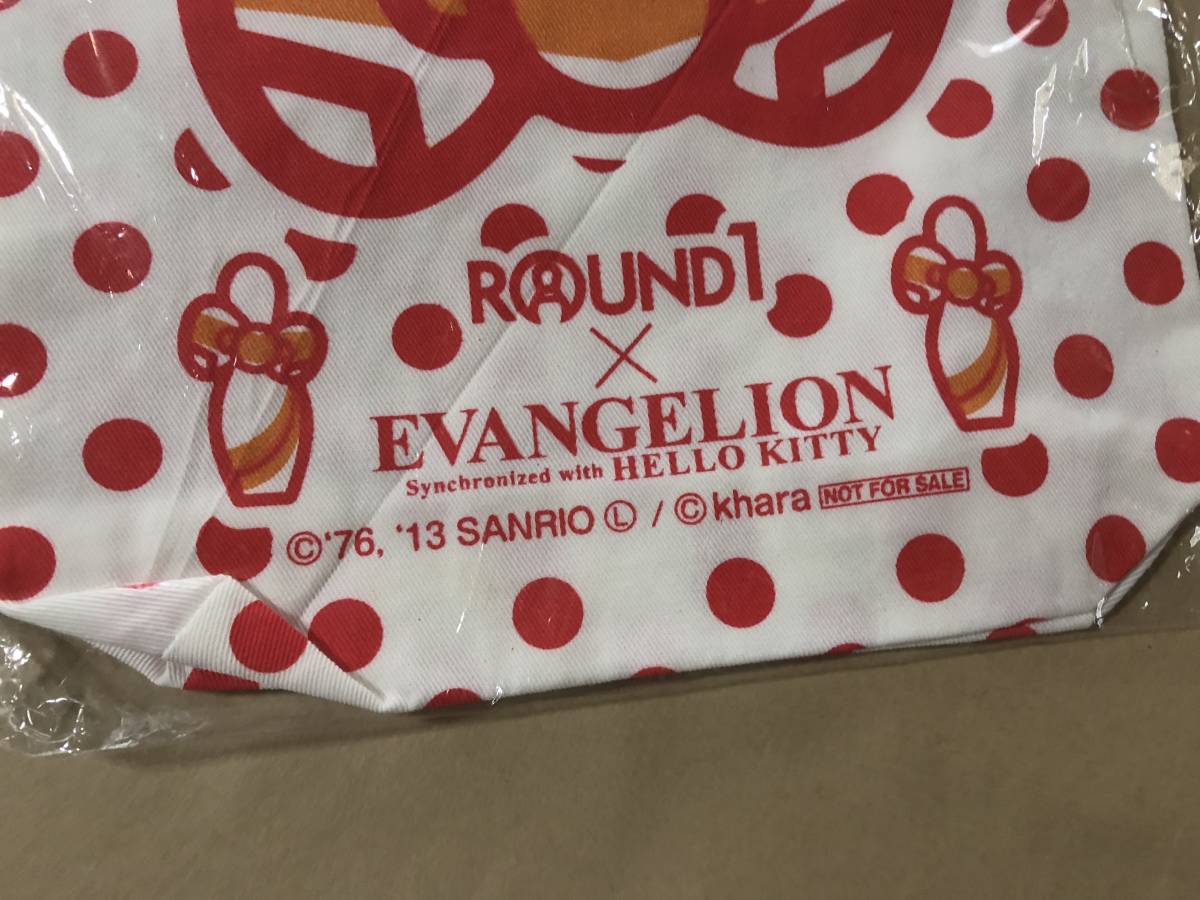 ROUND1
×
EVANGELION
Synchronized with HELLO KITTY
©'76, '13 SANRIO Ⓛ / ©khara NOT FOR SALE